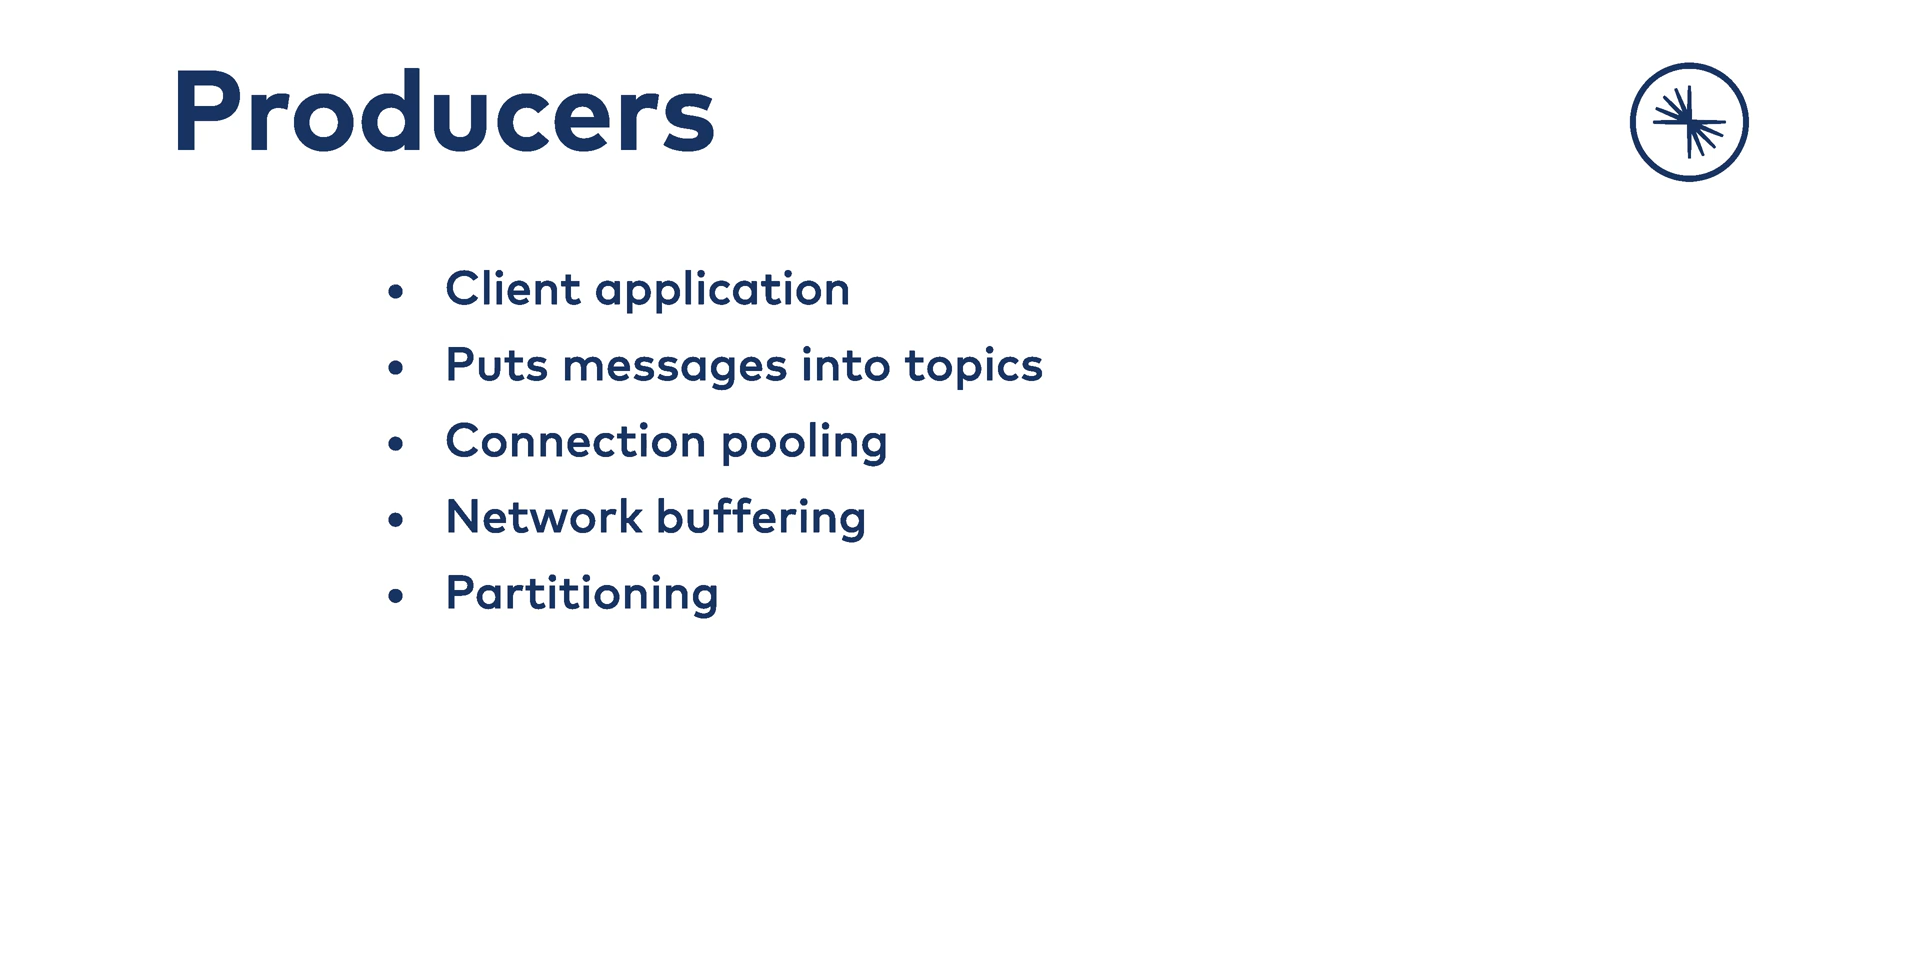 Producers
• Client application
• Puts messages into topics
• Connection pooling
• Network buffering
• Partitioning